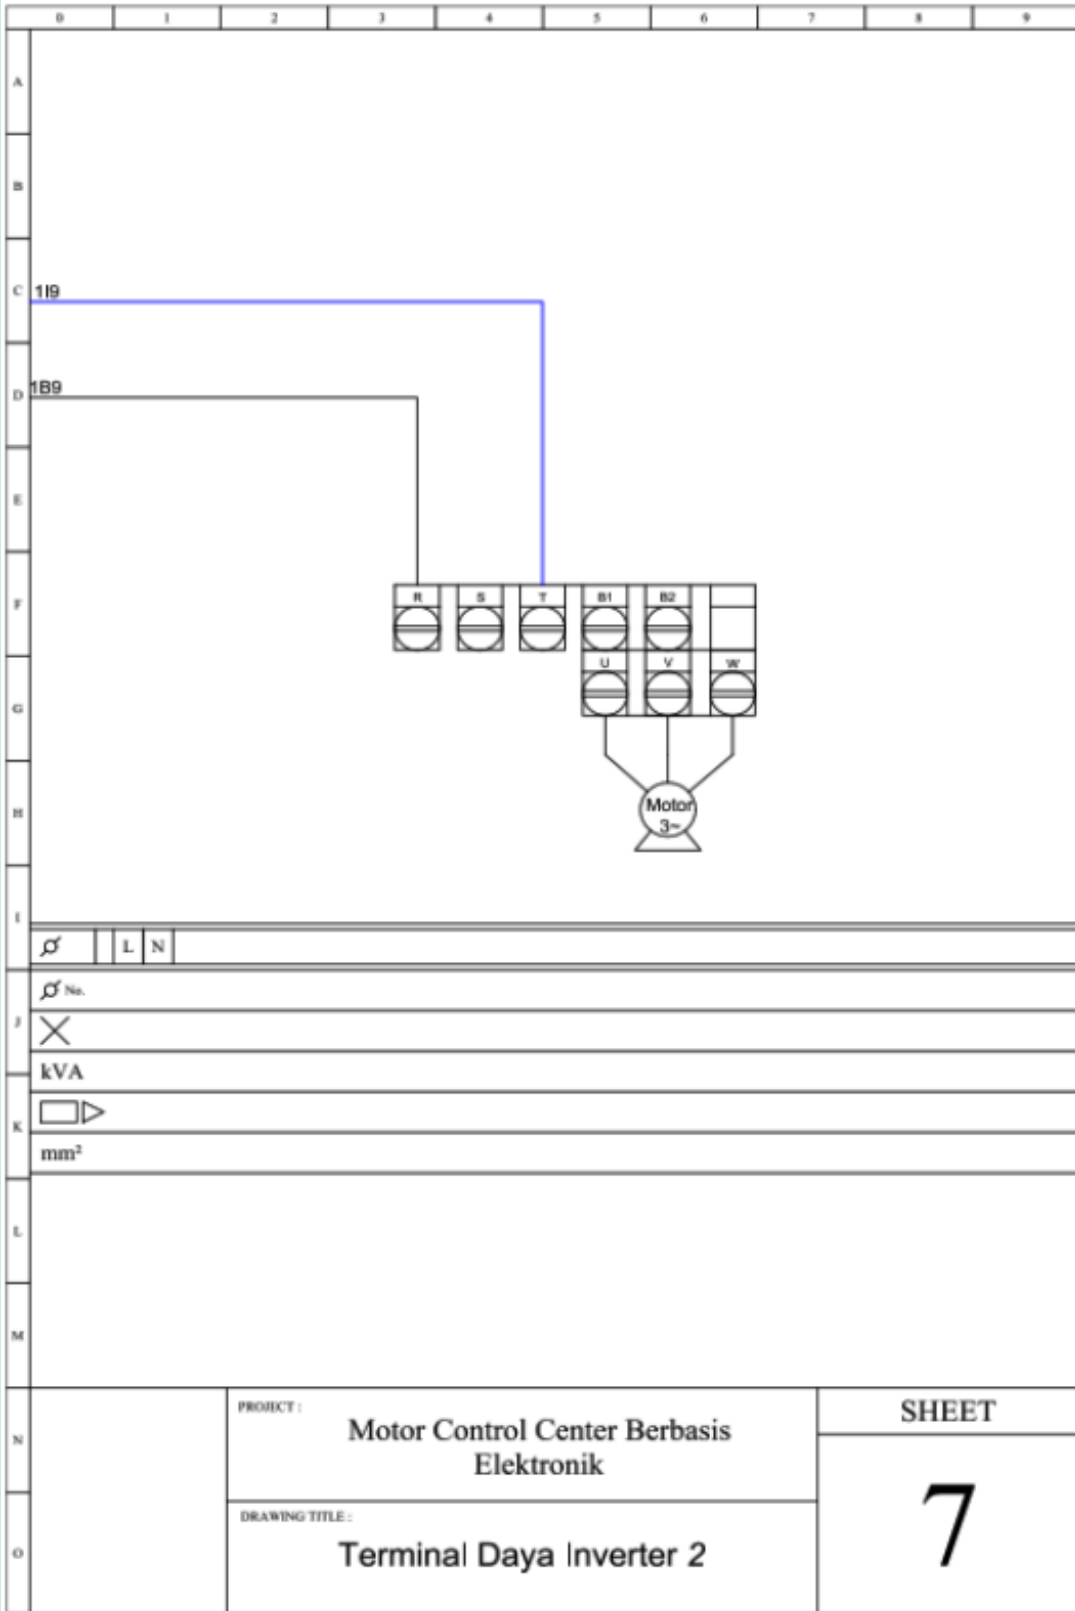 0 1 2 3 4 5 6 7 8 9
A
B
C
1I9
D
1B9
E
F
R S T B1 B2
U V W
G
H
Motor
3~
I
L N
No.
J
kVA
K
mm²
L
M
N
O
PROJECT :
Motor Control Center Berbasis
Elektronik
DRAWING TITLE :
Terminal Daya Inverter 2
SHEET
7